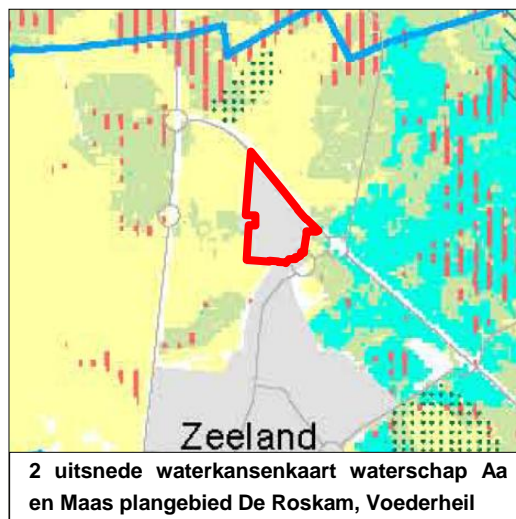 Zeeland
2 uitsnede waterkansenkaart waterschap Aa
en Maas plangebied De Roskam, Voederheil